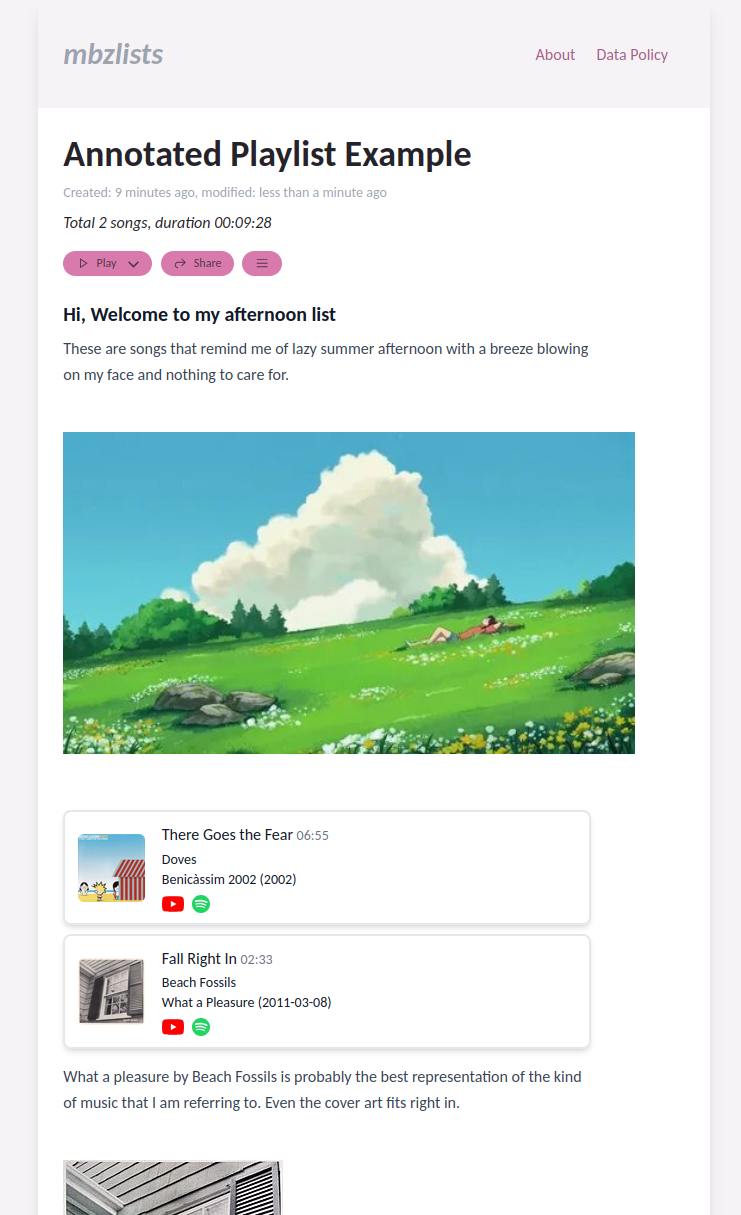 mbzlists
About Data Policy
Annotated Playlist Example
Created: 9 minutes ago, modified: less than a minute ago
Total 2 songs, duration 00:09:28
Play Share
Hi, Welcome to my afternoon list
These are songs that remind me of lazy summer afternoon with a breeze blowing
on my face and nothing to care for.
There Goes the Fear 06:55
Doves
Benicàssim 2002 (2002)
Fall Right In 02:33
Beach Fossils
What a Pleasure (2011-03-08)
What a pleasure by Beach Fossils is probably the best representation of the kind
of music that I am referring to. Even the cover art fits right in.